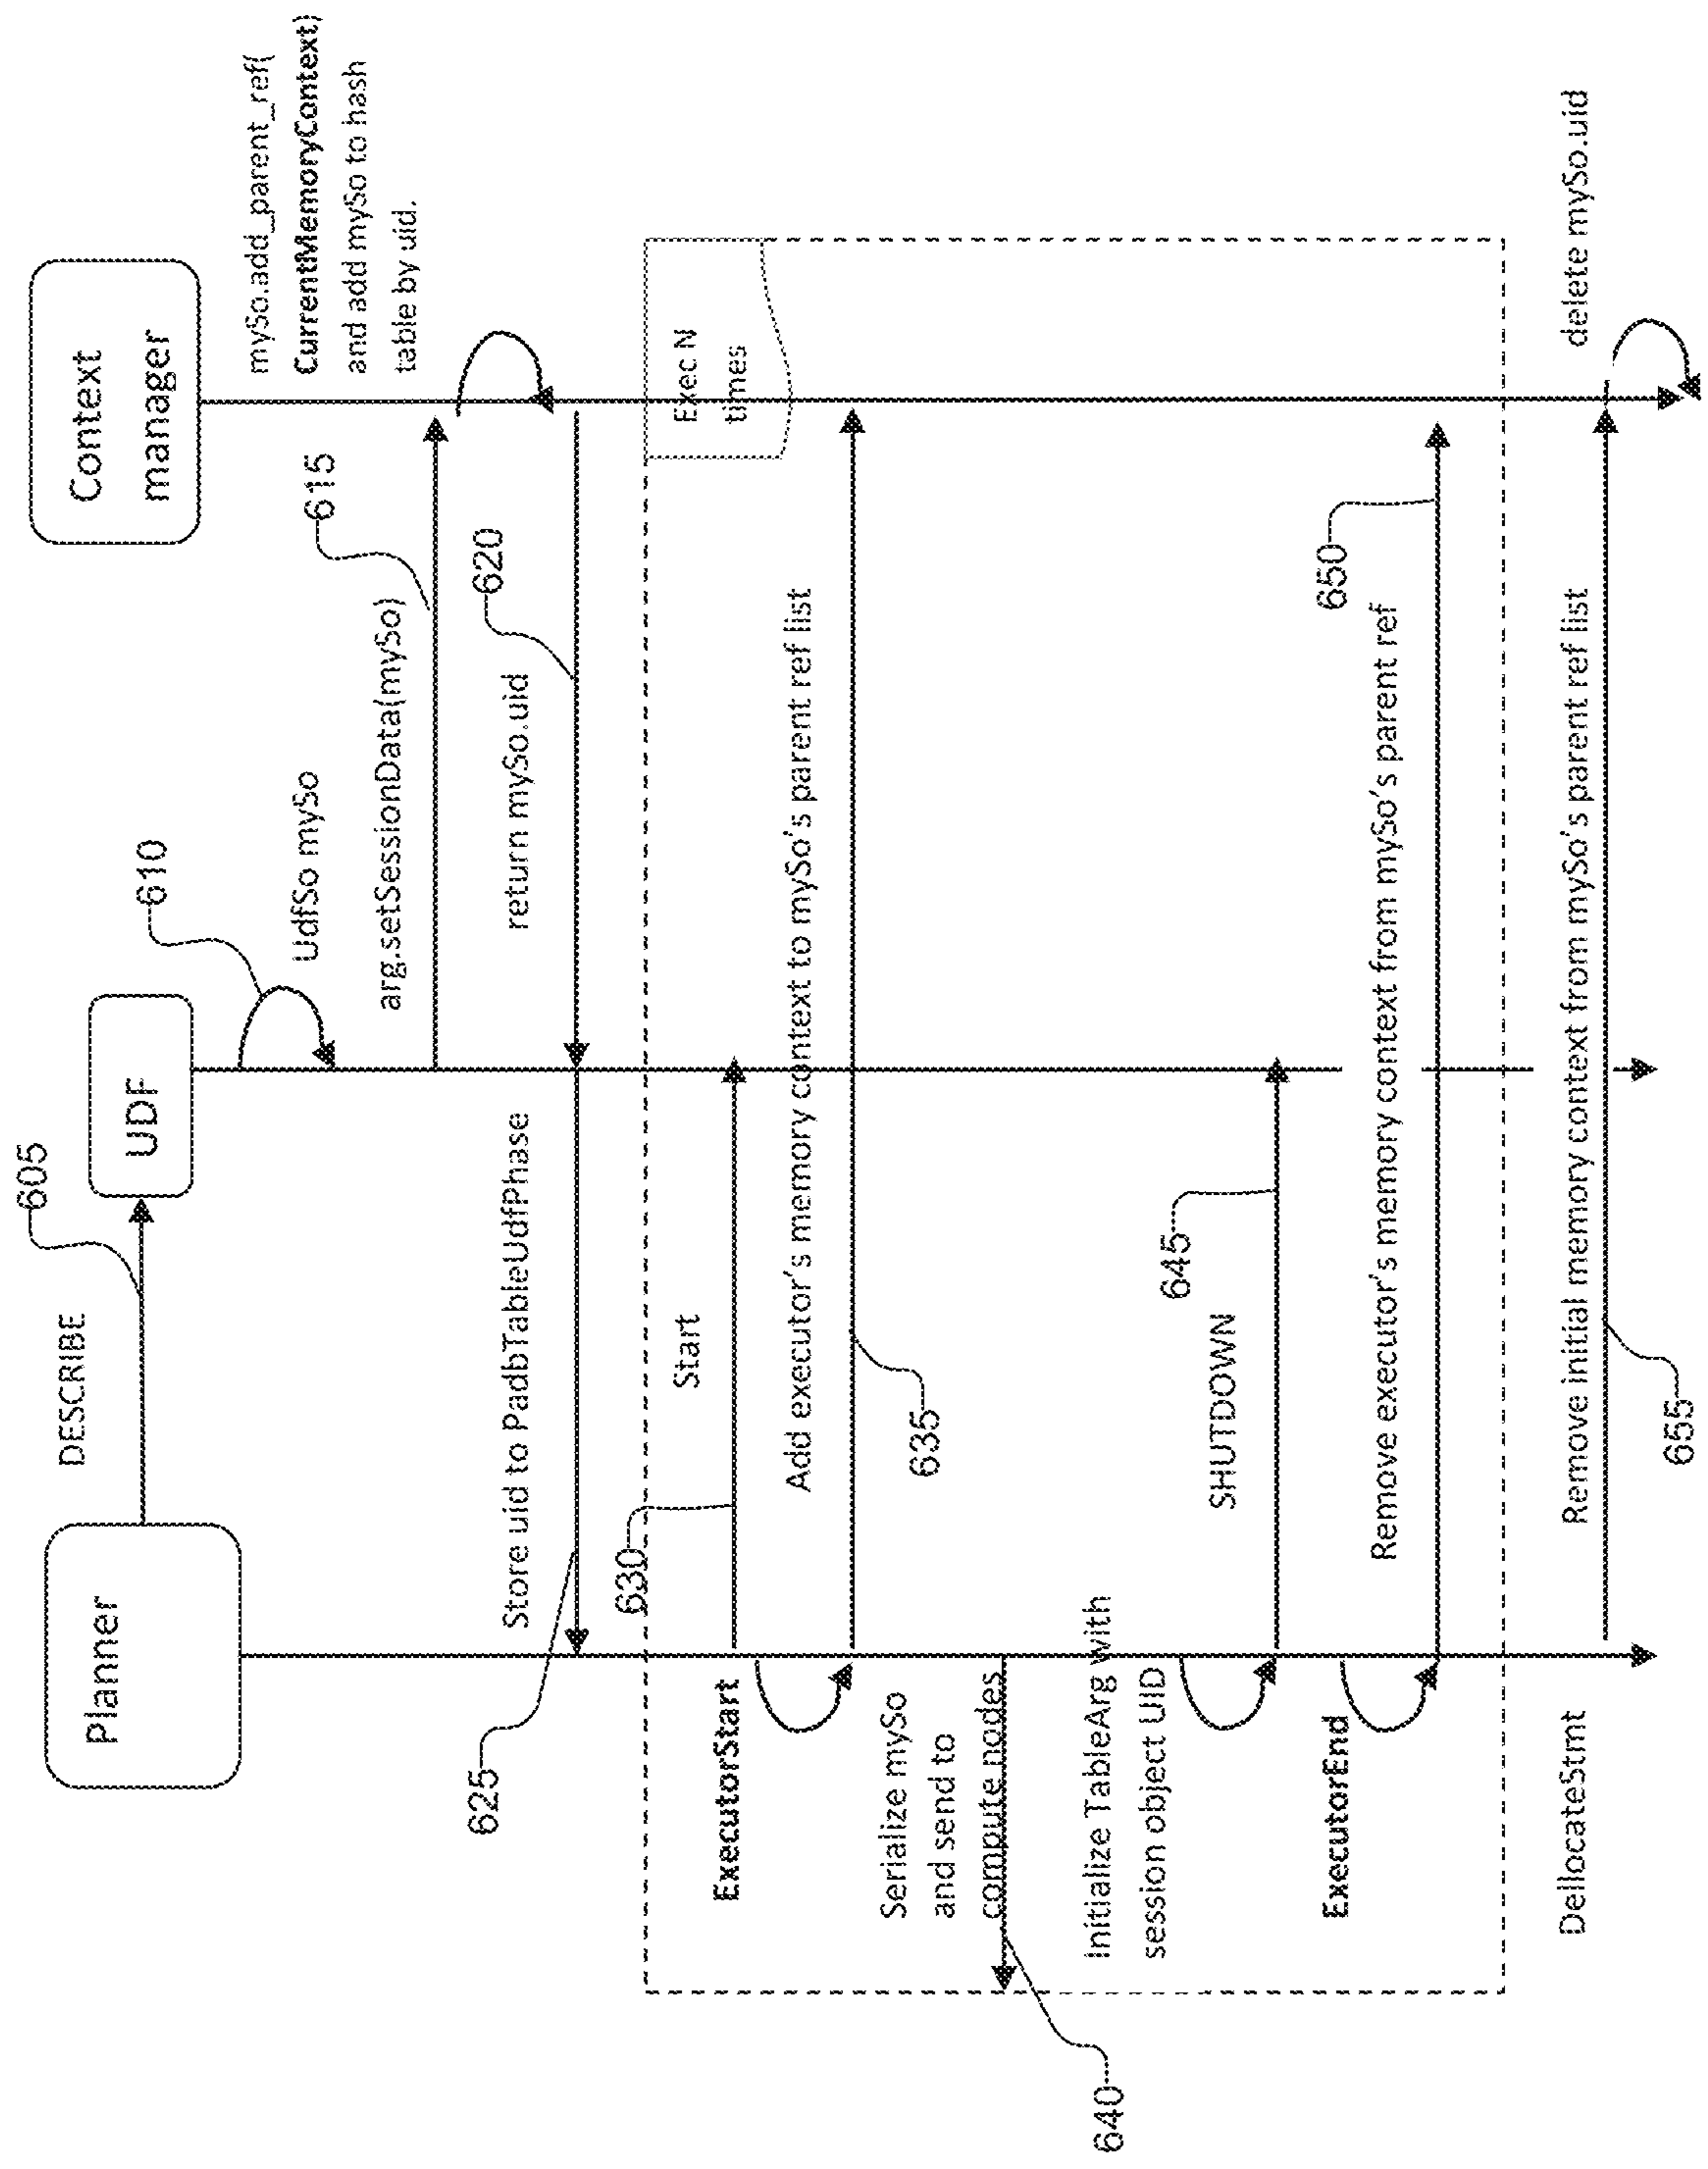 Planner
DESCRIBE
605
UDF
Context
manager
610
UdfSo mySo
mySo.add_parent_ref(
CurrentMemoryContext)
and add mySo to hash
table by uid.
615
arg.setSessionData(mySo)
620
return mySo.uid
Store uid to PadbTableUdfPhase
625
Exec N
times
630
Start
ExecutorStart
Add executor's memory context to mySo's parent ref list
635
Serialize mySo
and send to
compute nodes
640
Initialize TableArg with
session object UID
645
SHUTDOWN
ExecutorEnd
650
Remove executor's memory context from mySo's parent ref
DellocateStmt
Remove initial memory context from mySo's parent ref list
655
delete mySo.uid